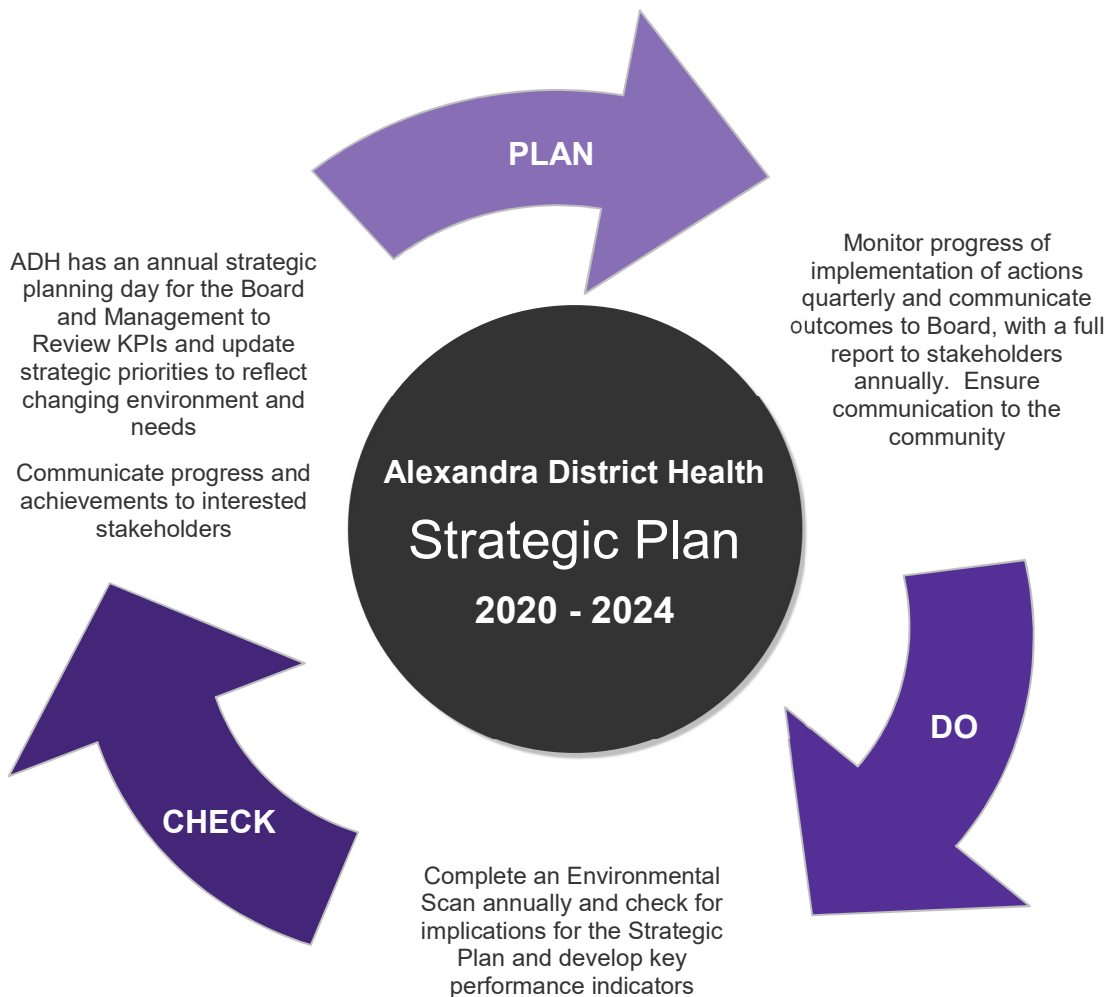 PLAN
ADH has an annual strategic
planning day for the Board
and Management to
Review KPIs and update
strategic priorities to reflect
changing environment and
needs
Communicate progress and
achievements to interested
stakeholders
Monitor progress of
implementation of actions
quarterly and communicate
outcomes to Board, with a full
report to stakeholders
annually.  Ensure
communication to the
community
Alexandra District Health
Strategic Plan
2020 - 2024
DO
CHECK
Complete an Environmental
Scan annually and check for
implications for the Strategic
Plan and develop key
performance indicators